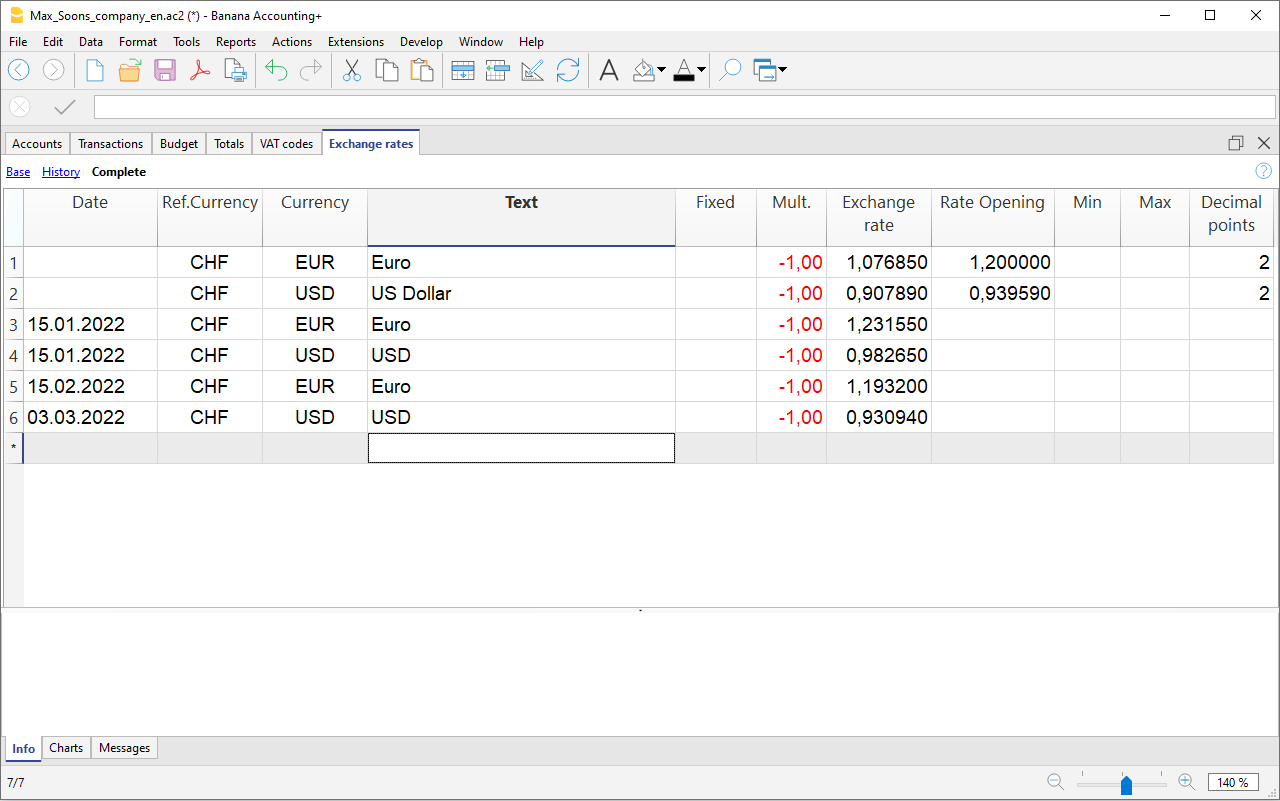 Max_Soons_company_en.ac2 (*) - Banana Accounting+
File Edit Data Format Tools Reports Actions Extensions Develop Window Help
Accounts Transactions Budget Totals VAT codes Exchange rates
Base History Complete
Date Ref.Currency Currency Text Fixed Mult. Exchange rate Rate Opening Min Max Decimal points
1 CHF EUR Euro -1,00 1,076850 1,200000 2
2 CHF USD US Dollar -1,00 0,907890 0,939590 2
3 15.01.2022 CHF EUR Euro -1,00 1,231550
4 15.01.2022 CHF USD USD -1,00 0,982650
5 15.02.2022 CHF EUR Euro -1,00 1,193200
6 03.03.2022 CHF USD USD -1,00 0,930940
*
Info Charts Messages
7/7 140 %